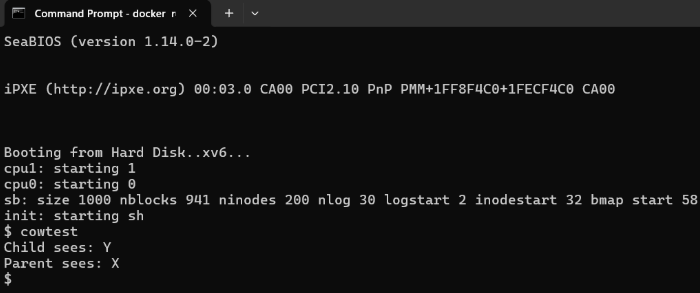 Command Prompt - docker r
SeaBIOS (version 1.14.0-2)
iPXE (http://ipxe.org) 00:03.0 CA00 PCI2.10 PnP PMM+1FF8F4C0+1FECF4C0 CA00
Booting from Hard Disk..xv6...
cpu1: starting 1
cpu0: starting 0
sb: size 1000 nblocks 941 ninodes 200 nlog 30 logstart 2 inodestart 32 bmap start 58
init: starting sh
$ cowtest
Child sees: Y
Parent sees: X
$